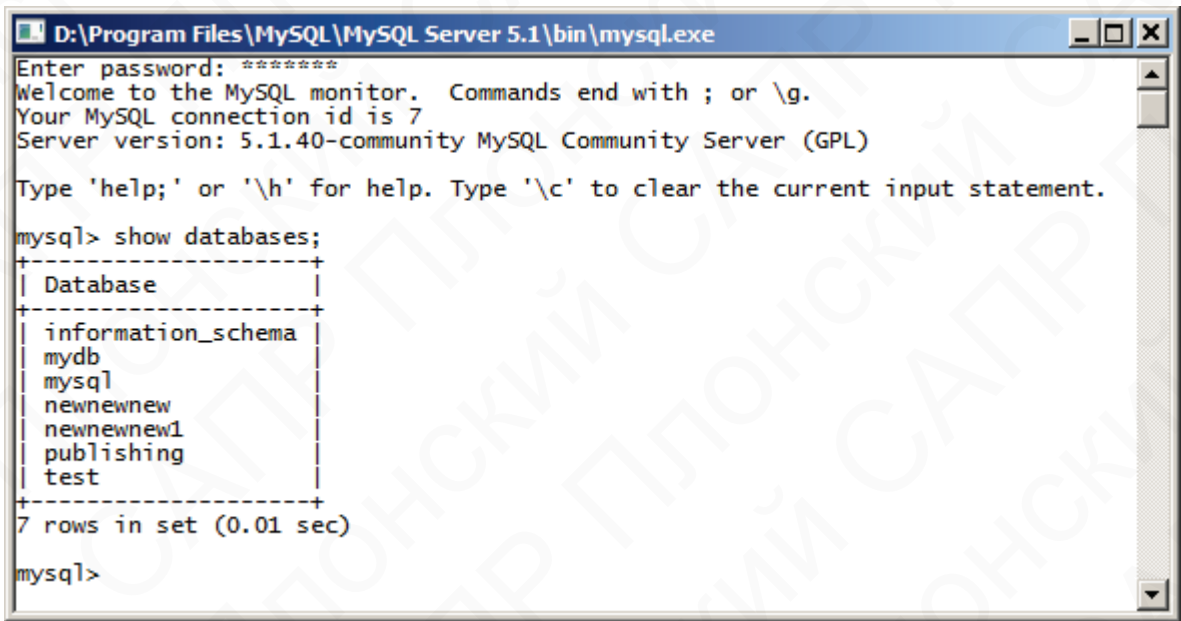 D:\Program Files\MySQL\MySQL Server 5.1\bin\mysql.exe
Enter password: *******
Welcome to the MySQL monitor.  Commands end with ; or \g.
Your MySQL connection id is 7
Server version: 5.1.40-community MySQL Community Server (GPL)
Type 'help;' or '\h' for help. Type '\c' to clear the current input statement.
mysql> show databases;
+--------------------+
| Database           |
+--------------------+
| information_schema |
| mydb               |
| mysql              |
| newnewnew          |
| newnewnew1         |
| publishing         |
| test               |
+--------------------+
7 rows in set (0.01 sec)
mysql>
САПР Плонский